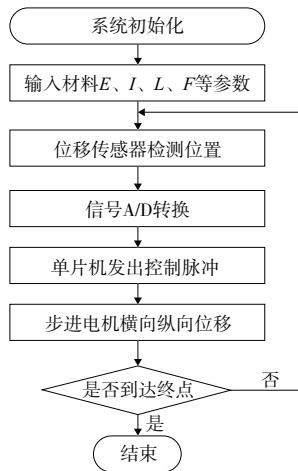 系统初始化
输入材料E、I、L、F等参数
位移传感器检测位置
信号A/D转换
单片机发出控制脉冲
步进电机横向纵向位移
是否到达终点
否
是
结束